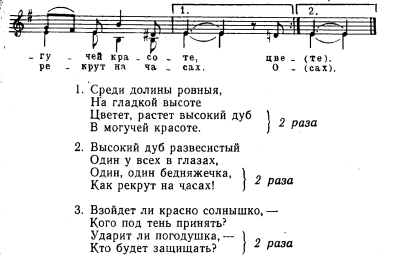 1.
2.
- гу - чей кра - со - те, цве - (те).
ре - крут на ча - сах. О - (сах).
1. Среди долины ровныя,
На гладкой высоте
Цветет, растет высокий дуб
В могучей красоте.
2 раза
2. Высокий дуб развесистый
Один у всех в глазах,
Один, один бедняжечка,
Как рекрут на часах!
2 раза
3. Взойдет ли красно солнышко, —
Кого под тень принять?
Ударит ли погодушка, —
Кто будет защищать?
2 раза